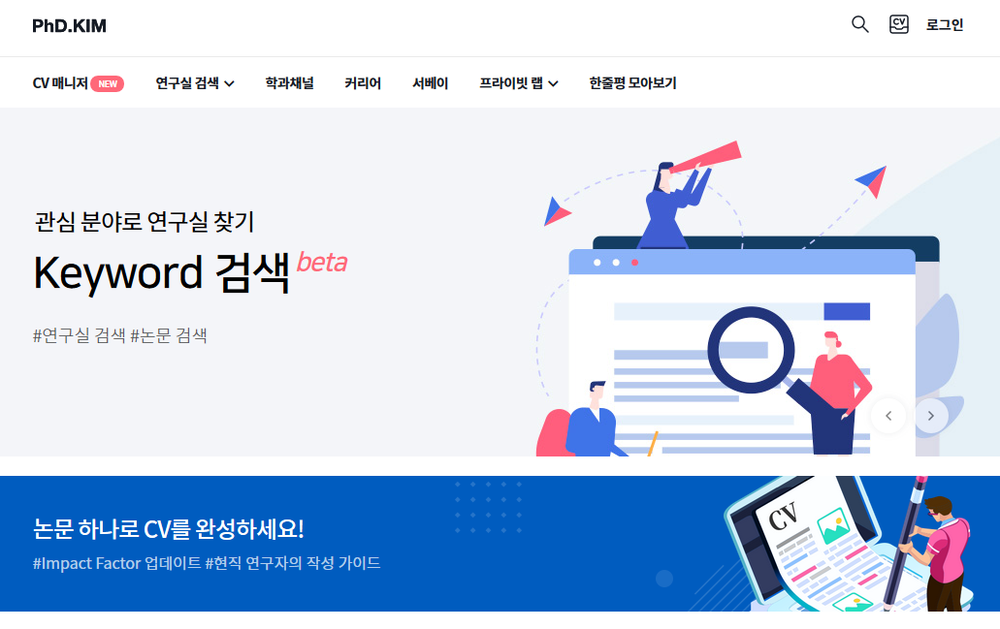 PhD.KIM
CV
로그인
CV 매니저 NEW 연구실 검색 학과채널 커리어 서베이 프라이빗 랩 한줄평 모아보기
관심 분야로 연구실 찾기
Keyword 검색 beta
#연구실 검색 #논문 검색
논문 하나로 CV를 완성하세요!
#Impact Factor 업데이트 #현직 연구자의 작성 가이드
CV